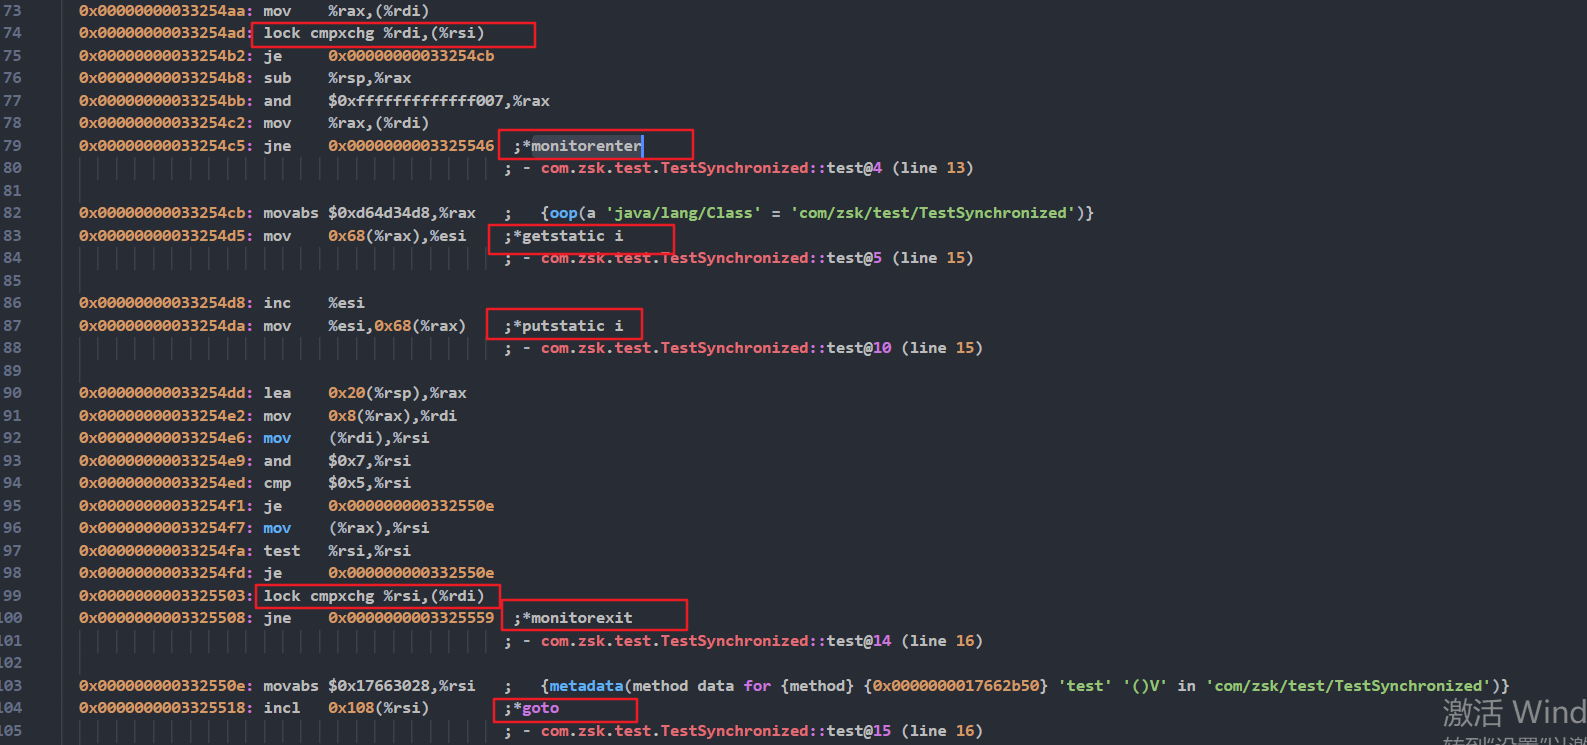 73 0x00000000033254aa: mov %rax,(%rdi)
74 0x00000000033254ad: lock cmpxchg %rdi,(%rsi)
75 0x00000000033254b2: je 0x00000000033254cb
76 0x00000000033254b8: sub %rsp,%rax
77 0x00000000033254bb: and $0xfffffffffffff007,%rax
78 0x00000000033254c2: mov %rax,(%rdi)
79 0x00000000033254c5: jne 0x0000000003325546 ;*monitorenter
80 ; - com.zsk.test.TestSynchronized::test@4 (line 13)
81
82 0x00000000033254cb: movabs $0xd64d34d8,%rax ; {oop(a 'java/lang/Class' = 'com/zsk/test/TestSynchronized')}
83 0x00000000033254d5: mov 0x68(%rax),%esi ;*getstatic i
84 ; - com.zsk.test.TestSynchronized::test@5 (line 15)
85
86 0x00000000033254d8: inc %esi
87 0x00000000033254da: mov %esi,0x68(%rax) ;*putstatic i
88 ; - com.zsk.test.TestSynchronized::test@10 (line 15)
89
90 0x00000000033254dd: lea 0x20(%rsp),%rax
91 0x00000000033254e2: mov 0x8(%rax),%rdi
92 0x00000000033254e6: mov (%rdi),%rsi
93 0x00000000033254e9: and $0x7,%rsi
94 0x00000000033254ed: cmp $0x5,%rsi
95 0x00000000033254f1: je 0x000000000332550e
96 0x00000000033254f7: mov (%rax),%rsi
97 0x00000000033254fa: test %rsi,%rsi
98 0x00000000033254fd: je 0x000000000332550e
99 0x0000000003325503: lock cmpxchg %rsi,(%rdi)
100 0x0000000003325508: jne 0x0000000003325559 ;*monitorexit
101 ; - com.zsk.test.TestSynchronized::test@14 (line 16)
102
103 0x000000000332550e: movabs $0x17663028,%rsi ; {metadata(method data for {method} {0x0000000017662b50} 'test' '()V' in 'com/zsk/test/TestSynchronized')}
104 0x0000000003325518: incl 0x108(%rsi) ;*goto
105 ; - com.zsk.test.TestSynchronized::test@15 (line 16)
激活 Wind